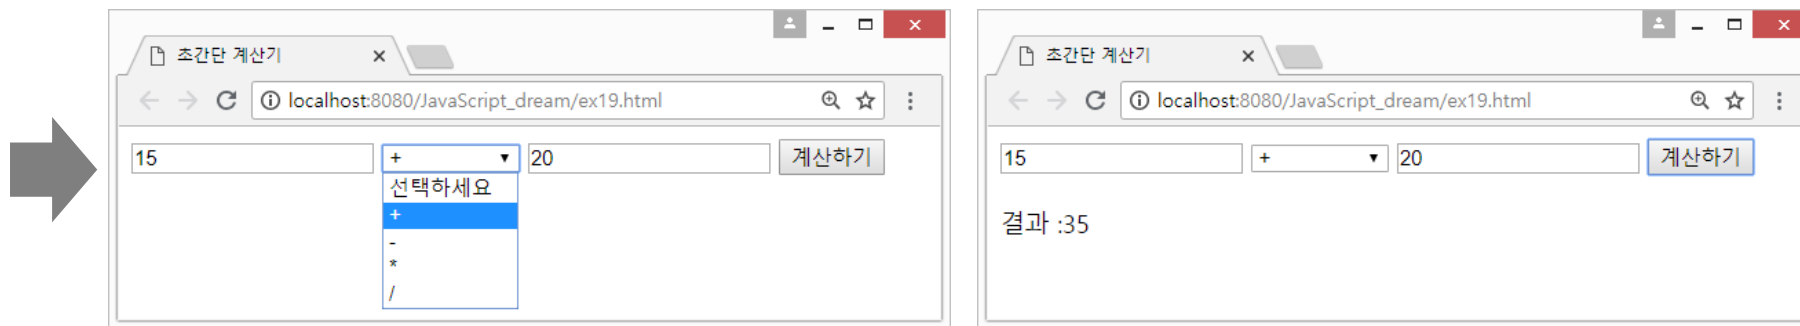 초간단 계산기
localhost:8080/JavaScript_dream/ex19.html
15 + 20 계산하기
선택하세요
+
-
*
/
초간단 계산기
localhost:8080/JavaScript_dream/ex19.html
15 + 20 계산하기
결과 :35